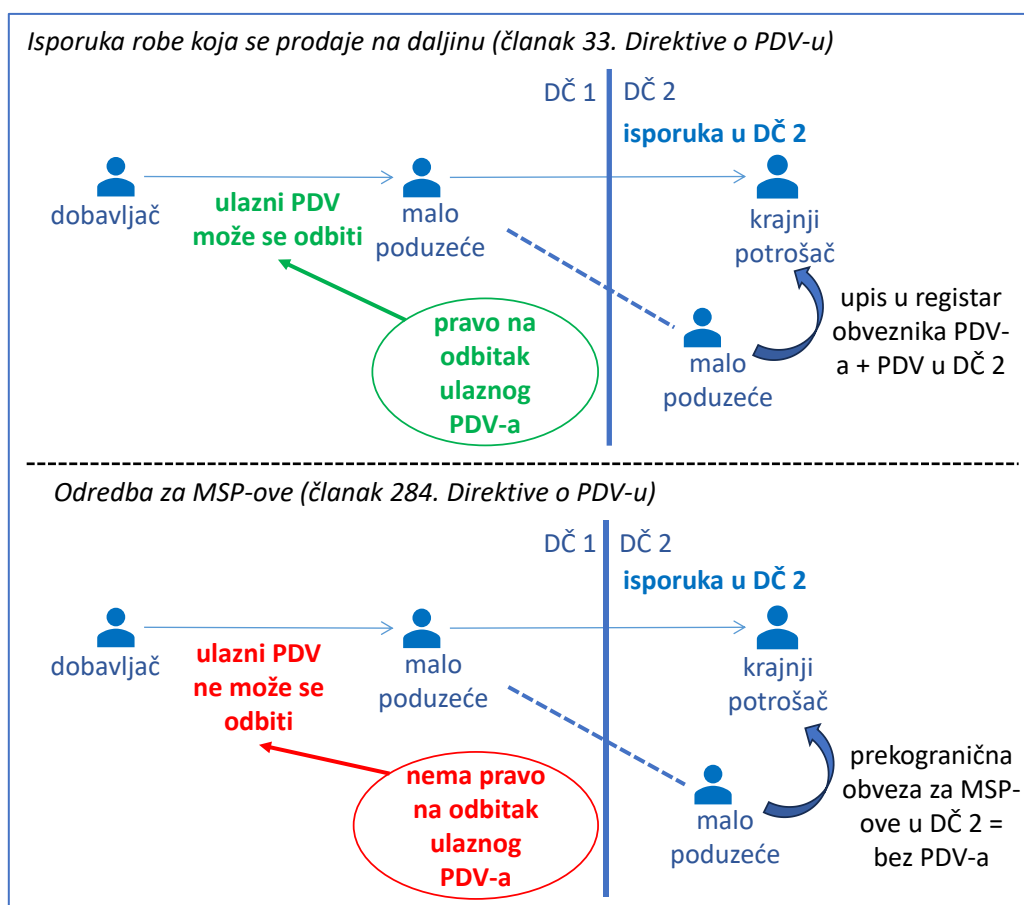 Isporuka robe koja se prodaje na daljinu (članak 33. Direktive o PDV-u)
DČ 1
DČ 2
isporuka u DČ 2
dobavljač
ulazni PDV
može se odbiti
malo
poduzeće
krajnji
potrošač
pravo na
odbitak
ulaznog
PDV-a
malo
poduzeće
upis u registar
obveznika PDV-
a + PDV u DČ 2
Odredba za MSP-ove (članak 284. Direktive o PDV-u)
DČ 1
DČ 2
isporuka u DČ 2
dobavljač
ulazni PDV
ne može se
odbiti
malo
poduzeće
krajnji
potrošač
nema pravo
na odbitak
ulaznog
PDV-a
malo
poduzeće
prekogranična
obveza za MSP-
ove u DČ 2 =
bez PDV-a